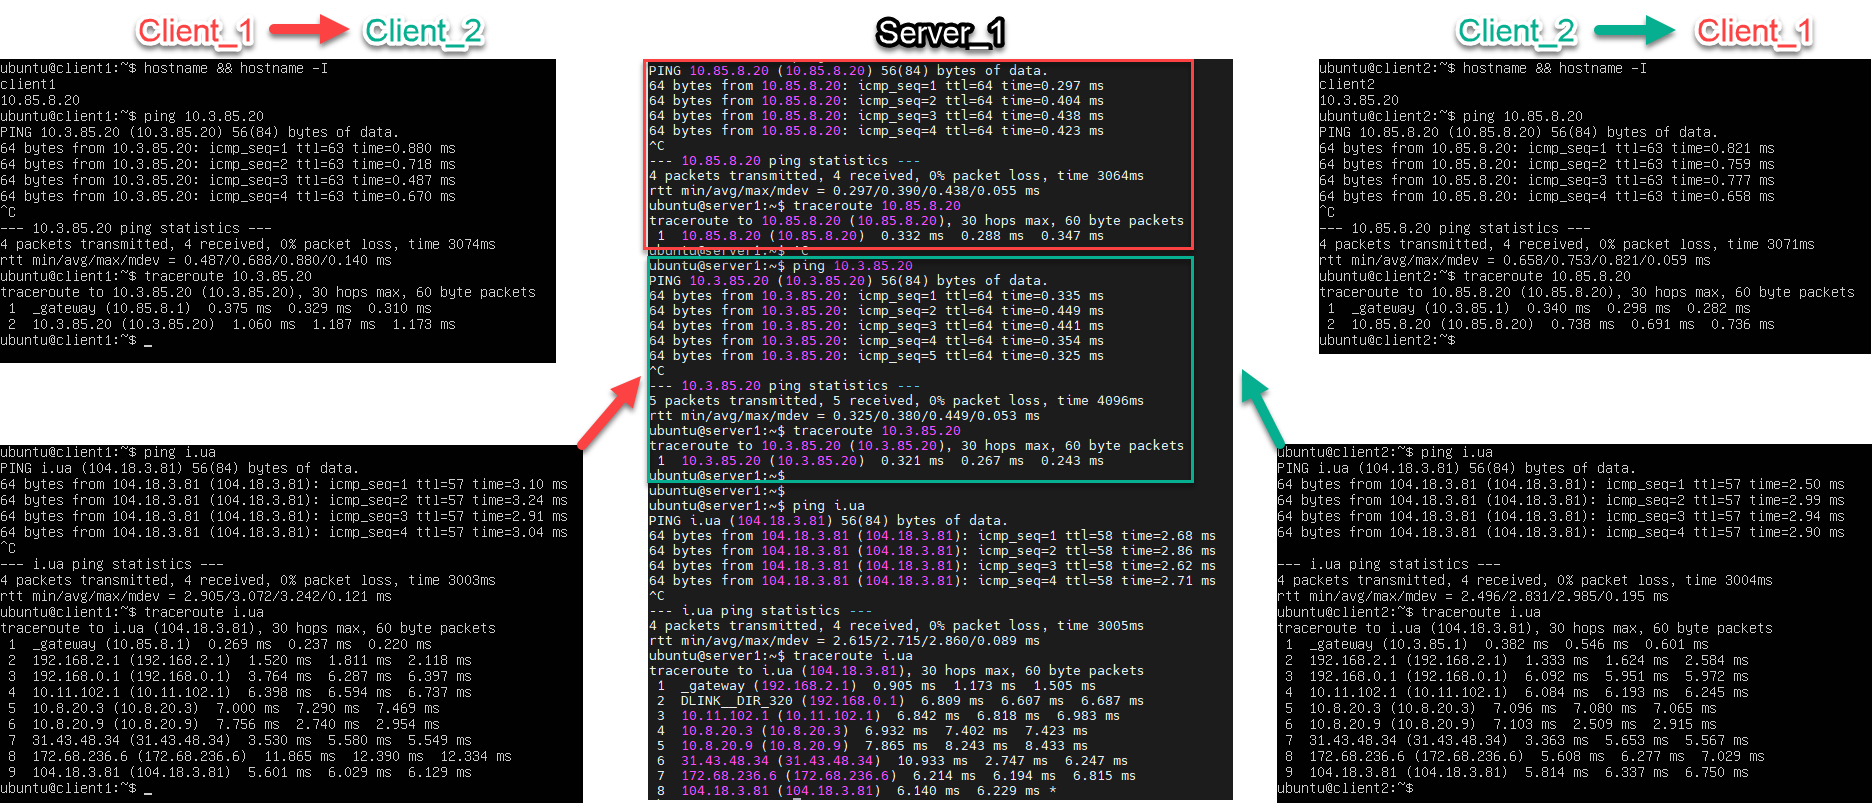 Client_1 Client_2
ubuntu@client1:~$ hostname && hostname -I
client1
10.85.8.20
ubuntu@client1:~$ ping 10.3.85.20
PING 10.3.85.20 (10.3.85.20) 56(84) bytes of data.
64 bytes from 10.3.85.20: icmp_seq=1 ttl=63 time=0.880 ms
64 bytes from 10.3.85.20: icmp_seq=2 ttl=63 time=0.718 ms
64 bytes from 10.3.85.20: icmp_seq=3 ttl=63 time=0.487 ms
64 bytes from 10.3.85.20: icmp_seq=4 ttl=63 time=0.670 ms
^C
--- 10.3.85.20 ping statistics ---
4 packets transmitted, 4 received, 0% packet loss, time 3074ms
rtt min/avg/max/mdev = 0.487/0.688/0.880/0.140 ms
ubuntu@client1:~$ traceroute 10.3.85.20
traceroute to 10.3.85.20 (10.3.85.20), 30 hops max, 60 byte packets
1 _gateway (10.85.8.1) 0.375 ms 0.329 ms 0.310 ms
2 10.3.85.20 (10.3.85.20) 1.060 ms 1.187 ms 1.173 ms
ubuntu@client1:~$ _
ubuntu@client1:~$ ping i.ua
PING i.ua (104.18.3.81) 56(84) bytes of data.
64 bytes from 104.18.3.81 (104.18.3.81): icmp_seq=1 ttl=57 time=3.10 ms
64 bytes from 104.18.3.81 (104.18.3.81): icmp_seq=2 ttl=57 time=3.24 ms
64 bytes from 104.18.3.81 (104.18.3.81): icmp_seq=3 ttl=57 time=2.91 ms
64 bytes from 104.18.3.81 (104.18.3.81): icmp_seq=4 ttl=57 time=3.04 ms
^C
--- i.ua ping statistics ---
4 packets transmitted, 4 received, 0% packet loss, time 3003ms
rtt min/avg/max/mdev = 2.905/3.072/3.242/0.121 ms
ubuntu@client1:~$ traceroute i.ua
traceroute to i.ua (104.18.3.81), 30 hops max, 60 byte packets
1 _gateway (10.85.8.1) 0.269 ms 0.237 ms 0.220 ms
2 192.168.2.1 (192.168.2.1) 1.520 ms 1.811 ms 2.118 ms
3 192.168.0.1 (192.168.0.1) 3.764 ms 6.287 ms 6.397 ms
4 10.11.102.1 (10.11.102.1) 6.398 ms 6.594 ms 6.737 ms
5 10.8.20.3 (10.8.20.3) 7.000 ms 7.290 ms 7.469 ms
6 10.8.20.9 (10.8.20.9) 7.756 ms 2.740 ms 2.954 ms
7 31.43.48.34 (31.43.48.34) 3.530 ms 5.580 ms 5.549 ms
8 172.68.236.6 (172.68.236.6) 11.865 ms 12.390 ms 12.334 ms
9 104.18.3.81 (104.18.3.81) 5.601 ms 6.029 ms 6.129 ms
ubuntu@client1:~$ _
Server_1
PING 10.85.8.20 (10.85.8.20) 56(84) bytes of data.
64 bytes from 10.85.8.20: icmp_seq=1 ttl=64 time=0.297 ms
64 bytes from 10.85.8.20: icmp_seq=2 ttl=64 time=0.404 ms
64 bytes from 10.85.8.20: icmp_seq=3 ttl=64 time=0.438 ms
64 bytes from 10.85.8.20: icmp_seq=4 ttl=64 time=0.423 ms
^C
--- 10.85.8.20 ping statistics ---
4 packets transmitted, 4 received, 0% packet loss, time 3064ms
rtt min/avg/max/mdev = 0.297/0.390/0.438/0.055 ms
ubuntu@server1:~$ traceroute 10.85.8.20
traceroute to 10.85.8.20 (10.85.8.20), 30 hops max, 60 byte packets
1 10.85.8.20 (10.85.8.20) 0.332 ms 0.288 ms 0.347 ms
ubuntu@server1:~$ ^C
ubuntu@server1:~$ ping 10.3.85.20
PING 10.3.85.20 (10.3.85.20) 56(84) bytes of data.
64 bytes from 10.3.85.20: icmp_seq=1 ttl=64 time=0.335 ms
64 bytes from 10.3.85.20: icmp_seq=2 ttl=64 time=0.449 ms
64 bytes from 10.3.85.20: icmp_seq=3 ttl=64 time=0.441 ms
64 bytes from 10.3.85.20: icmp_seq=4 ttl=64 time=0.354 ms
64 bytes from 10.3.85.20: icmp_seq=5 ttl=64 time=0.325 ms
^C
--- 10.3.85.20 ping statistics ---
5 packets transmitted, 5 received, 0% packet loss, time 4096ms
rtt min/avg/max/mdev = 0.325/0.380/0.449/0.053 ms
ubuntu@server1:~$ traceroute 10.3.85.20
traceroute to 10.3.85.20 (10.3.85.20), 30 hops max, 60 byte packets
1 10.3.85.20 (10.3.85.20) 0.321 ms 0.267 ms 0.243 ms
ubuntu@server1:~$
ubuntu@server1:~$
ubuntu@server1:~$ ping i.ua
PING i.ua (104.18.3.81) 56(84) bytes of data.
64 bytes from 104.18.3.81 (104.18.3.81): icmp_seq=1 ttl=58 time=2.68 ms
64 bytes from 104.18.3.81 (104.18.3.81): icmp_seq=2 ttl=58 time=2.86 ms
64 bytes from 104.18.3.81 (104.18.3.81): icmp_seq=3 ttl=58 time=2.62 ms
64 bytes from 104.18.3.81 (104.18.3.81): icmp_seq=4 ttl=58 time=2.71 ms
^C
--- i.ua ping statistics ---
4 packets transmitted, 4 received, 0% packet loss, time 3005ms
rtt min/avg/max/mdev = 2.615/2.715/2.860/0.089 ms
ubuntu@server1:~$ traceroute i.ua
traceroute to i.ua (104.18.3.81), 30 hops max, 60 byte packets
1 _gateway (192.168.2.1) 0.905 ms 1.173 ms 1.505 ms
2 DLINK__DIR_320 (192.168.0.1) 6.809 ms 6.607 ms 6.687 ms
3 10.11.102.1 (10.11.102.1) 6.842 ms 6.818 ms 6.983 ms
4 10.8.20.3 (10.8.20.3) 6.932 ms 7.402 ms 7.423 ms
5 10.8.20.9 (10.8.20.9) 7.865 ms 8.243 ms 8.433 ms
6 31.43.48.34 (31.43.48.34) 10.933 ms 2.747 ms 6.247 ms
7 172.68.236.6 (172.68.236.6) 6.214 ms 6.194 ms 6.815 ms
8 104.18.3.81 (104.18.3.81) 6.140 ms 6.229 ms *
Client_2 Client_1
ubuntu@client2:~$ hostname && hostname -I
client2
10.3.85.20
ubuntu@client2:~$ ping 10.85.8.20
PING 10.85.8.20 (10.85.8.20) 56(84) bytes of data.
64 bytes from 10.85.8.20: icmp_seq=1 ttl=63 time=0.821 ms
64 bytes from 10.85.8.20: icmp_seq=2 ttl=63 time=0.759 ms
64 bytes from 10.85.8.20: icmp_seq=3 ttl=63 time=0.777 ms
64 bytes from 10.85.8.20: icmp_seq=4 ttl=63 time=0.658 ms
^C
--- 10.85.8.20 ping statistics ---
4 packets transmitted, 4 received, 0% packet loss, time 3071ms
rtt min/avg/max/mdev = 0.658/0.753/0.821/0.059 ms
ubuntu@client2:~$ traceroute 10.85.8.20
traceroute to 10.85.8.20 (10.85.8.20), 30 hops max, 60 byte packets
1 _gateway (10.3.85.1) 0.340 ms 0.298 ms 0.282 ms
2 10.85.8.20 (10.85.8.20) 0.738 ms 0.691 ms 0.736 ms
ubuntu@client2:~$
ubuntu@client2:~$ ping i.ua
PING i.ua (104.18.3.81) 56(84) bytes of data.
64 bytes from 104.18.3.81 (104.18.3.81): icmp_seq=1 ttl=57 time=2.50 ms
64 bytes from 104.18.3.81 (104.18.3.81): icmp_seq=2 ttl=57 time=2.99 ms
64 bytes from 104.18.3.81 (104.18.3.81): icmp_seq=3 ttl=57 time=2.94 ms
64 bytes from 104.18.3.81 (104.18.3.81): icmp_seq=4 ttl=57 time=2.90 ms
--- i.ua ping statistics ---
4 packets transmitted, 4 received, 0% packet loss, time 3004ms
rtt min/avg/max/mdev = 2.496/2.831/2.985/0.195 ms
ubuntu@client2:~$ traceroute i.ua
traceroute to i.ua (104.18.3.81), 30 hops max, 60 byte packets
1 _gateway (10.3.85.1) 0.382 ms 0.546 ms 0.601 ms
2 192.168.2.1 (192.168.2.1) 1.333 ms 1.624 ms 2.584 ms
3 192.168.0.1 (192.168.0.1) 6.092 ms 5.951 ms 5.972 ms
4 10.11.102.1 (10.11.102.1) 6.084 ms 6.193 ms 6.245 ms
5 10.8.20.3 (10.8.20.3) 7.096 ms 7.080 ms 7.065 ms
6 10.8.20.9 (10.8.20.9) 7.103 ms 2.509 ms 2.915 ms
7 31.43.48.34 (31.43.48.34) 3.363 ms 5.653 ms 5.567 ms
8 172.68.236.6 (172.68.236.6) 5.608 ms 6.277 ms 7.029 ms
9 104.18.3.81 (104.18.3.81) 5.814 ms 6.337 ms 6.750 ms
ubuntu@client2:~$